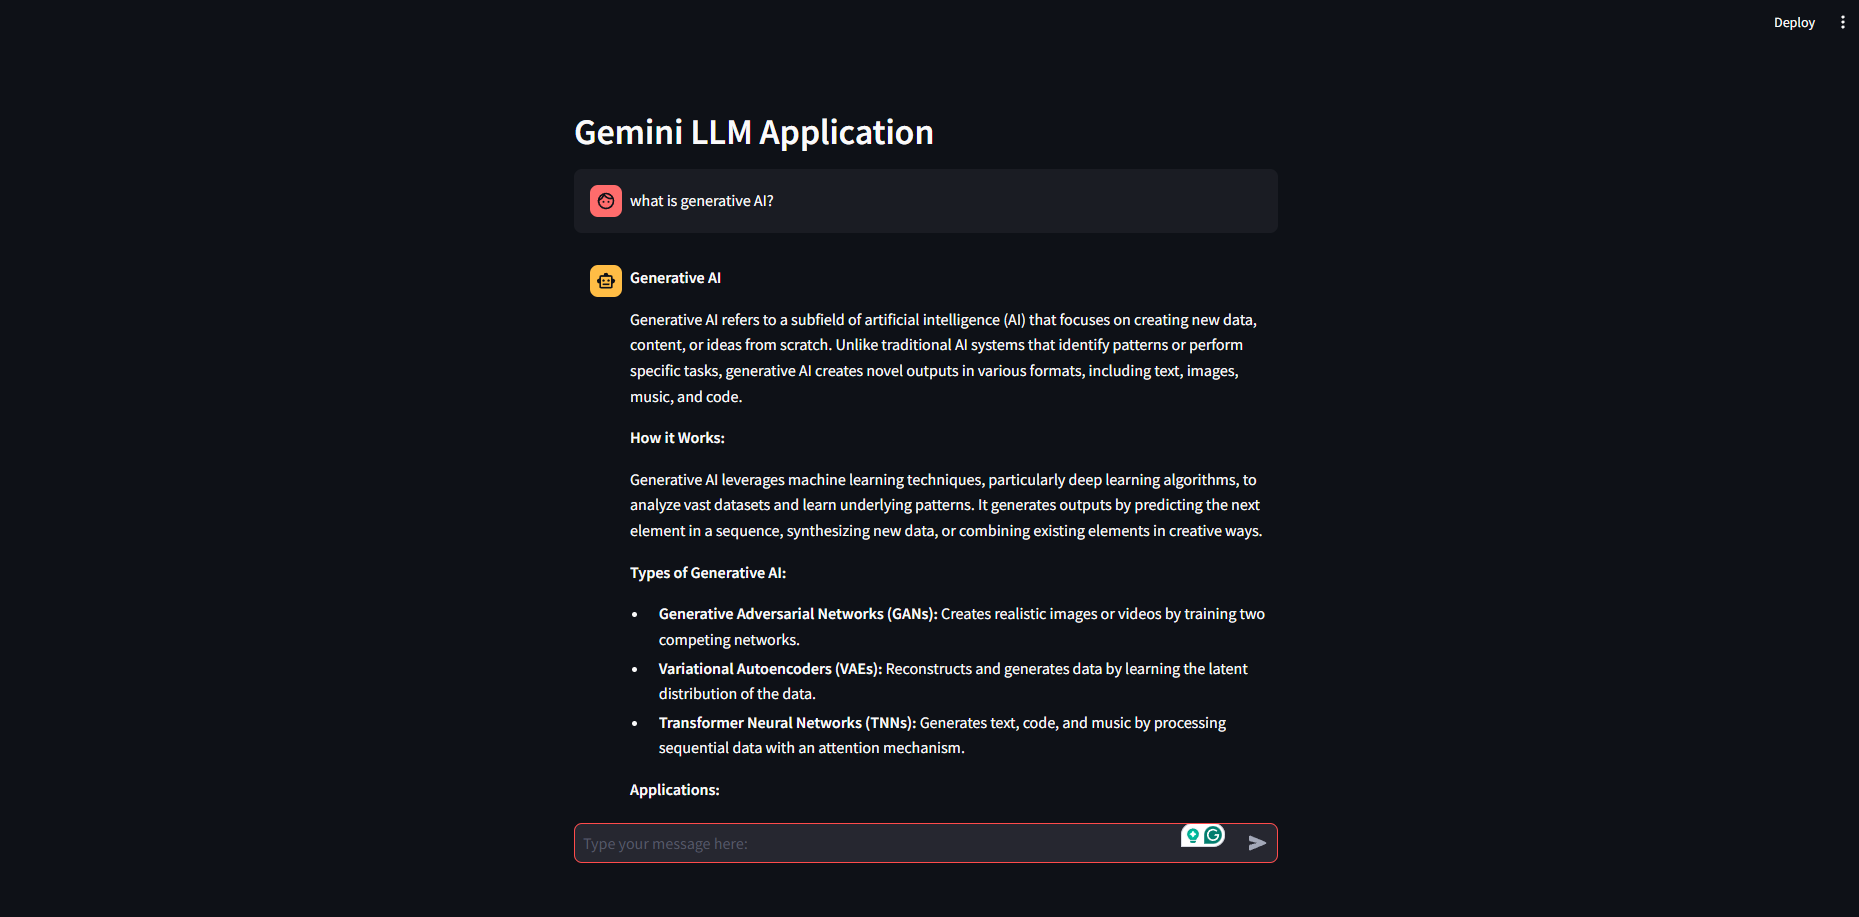 Deploy
Gemini LLM Application
what is generative AI?
Generative AI
Generative AI refers to a subfield of artificial intelligence (AI) that focuses on creating new data,
content, or ideas from scratch. Unlike traditional AI systems that identify patterns or perform
specific tasks, generative AI creates novel outputs in various formats, including text, images,
music, and code.
How it Works:
Generative AI leverages machine learning techniques, particularly deep learning algorithms, to
analyze vast datasets and learn underlying patterns. It generates outputs by predicting the next
element in a sequence, synthesizing new data, or combining existing elements in creative ways.
Types of Generative AI:
• Generative Adversarial Networks (GANs): Creates realistic images or videos by training two
competing networks.
• Variational Autoencoders (VAEs): Reconstructs and generates data by learning the latent
distribution of the data.
• Transformer Neural Networks (TNNs): Generates text, code, and music by processing
sequential data with an attention mechanism.
Applications:
Type your message here: